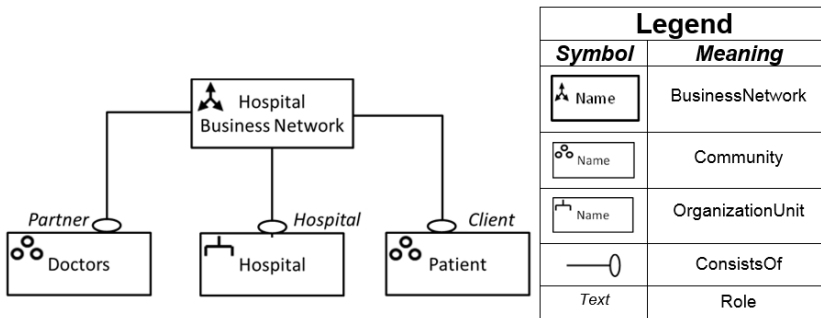 Hospital
Business Network
Partner
Hospital
Client
Doctors
Hospital
Patient
Legend
Symbol Meaning
Name BusinessNetwork
Name Community
Name OrganizationUnit
ConsistsOf
Text Role